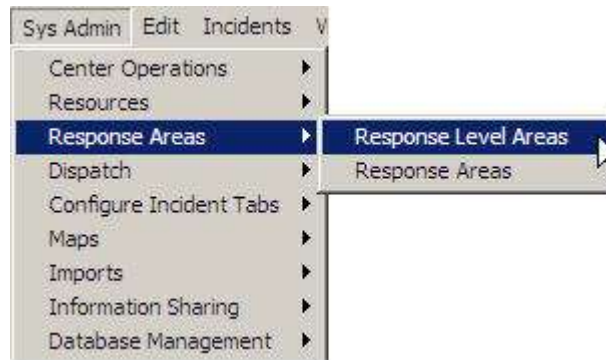 Sys Admin Edit Incidents
Center Operations
Resources
Response Areas
Response Level Areas
Dispatch
Response Areas
Configure Incident Tabs
Maps
Imports
Information Sharing
Database Management